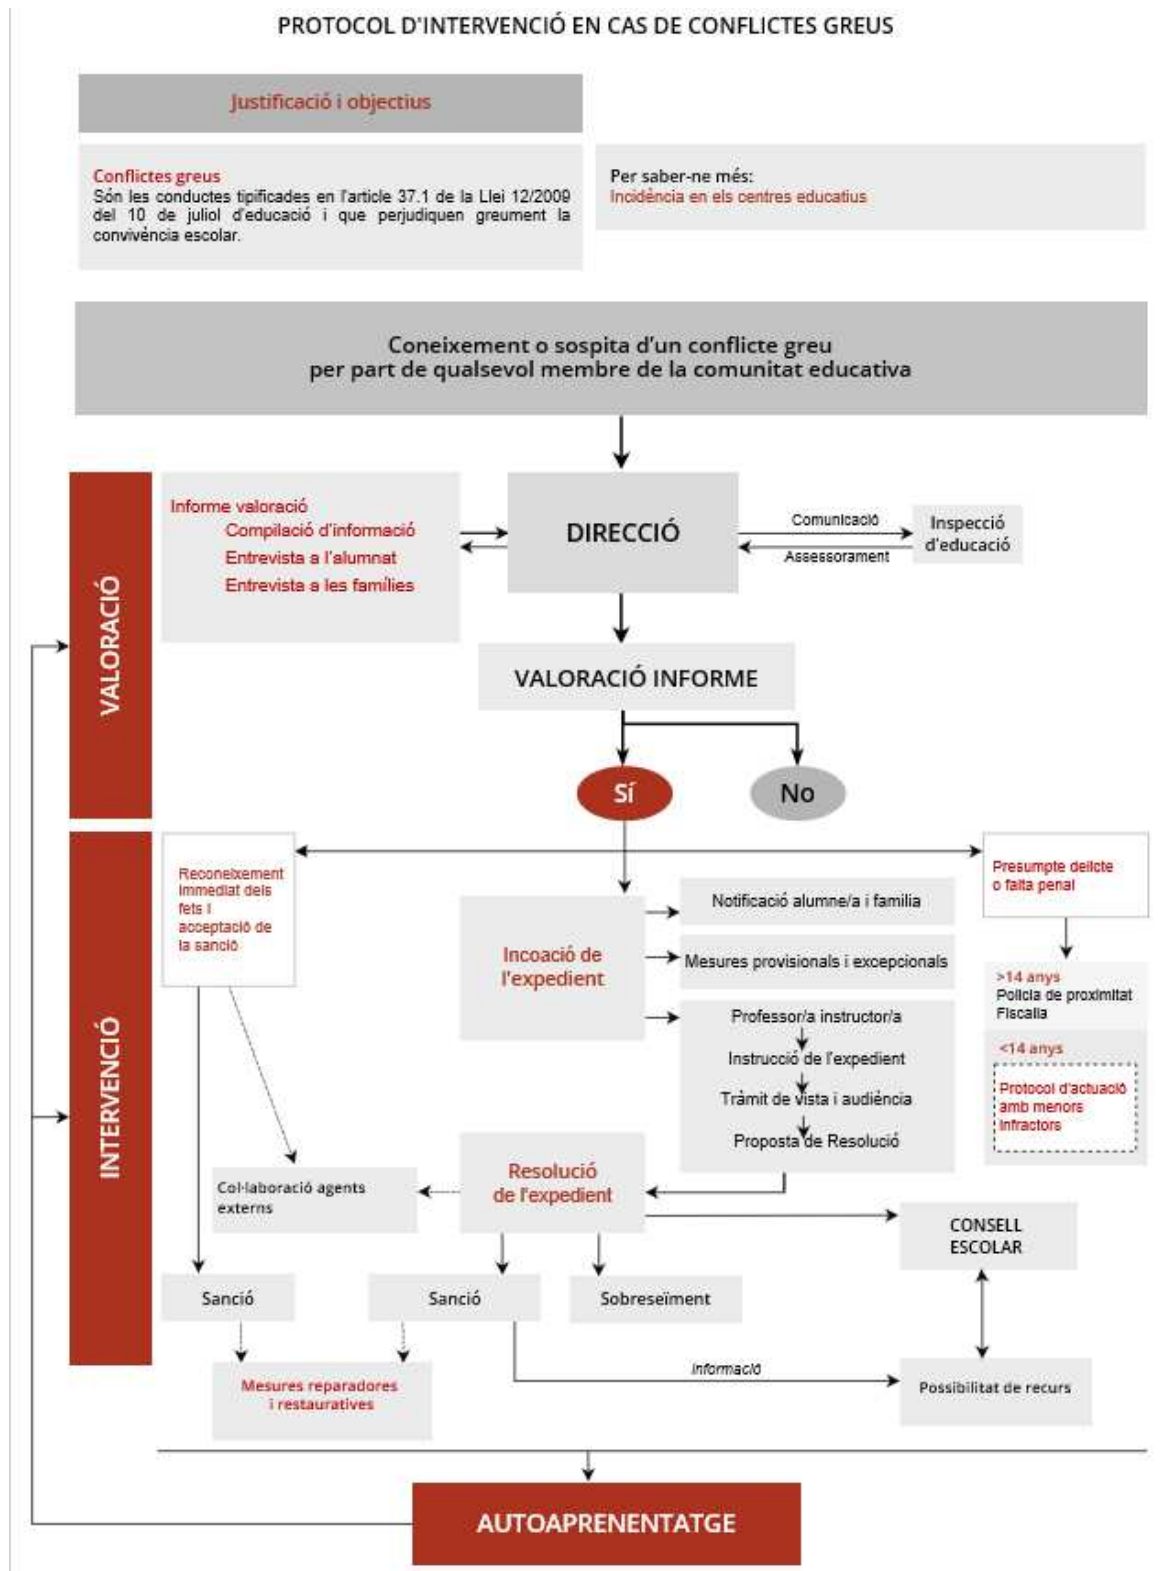 PROTOCOL D'INTERVENCIÓ EN CAS DE CONFLICTES GREUS
Justificació i objectius
Conflictes greus
Són les conductes tipificades en l'article 37.1 de la Llei 12/2009
del 10 de juliol d'educació i que perjudiquen greument la
convivència escolar.
Per saber-ne més:
Incidència en els centres educatius
Coneixement o sospita d'un conflicte greu
per part de qualsevol membre de la comunitat educativa
VALORACIÓ
Informe valoració
Compilació d'informació
Entrevista a l'alumnat
Entrevista a les famílies
DIRECCIÓ
Comunicació
Assessorament
Inspecció
d'educació
VALORACIÓ INFORME
Sí
No
INTERVENCIÓ
Reconeixement
immediat dels
fets i
acceptació de
la sanció
Presumpte delicte
o falta penal
Incoació de
l'expedient
Notificació alumne/a i familia
Mesures provisionals i excepcionals
Professor/a instructor/a
Instrucció de l'expedient
Tràmit de vista i audiència
Proposta de Resolució
>14 anys
Policia de proximitat
Fiscalia
<14 anys
Protocol d'actuació
amb menors
infractors
Resolució
de l'expedient
Col·laboració agents
externs
CONSELL
ESCOLAR
Sanció
Sanció
Sobreseïment
Informació
Mesures reparadores
i restauratives
Possibilitat de recurs
AUTOAPRENENTATGE